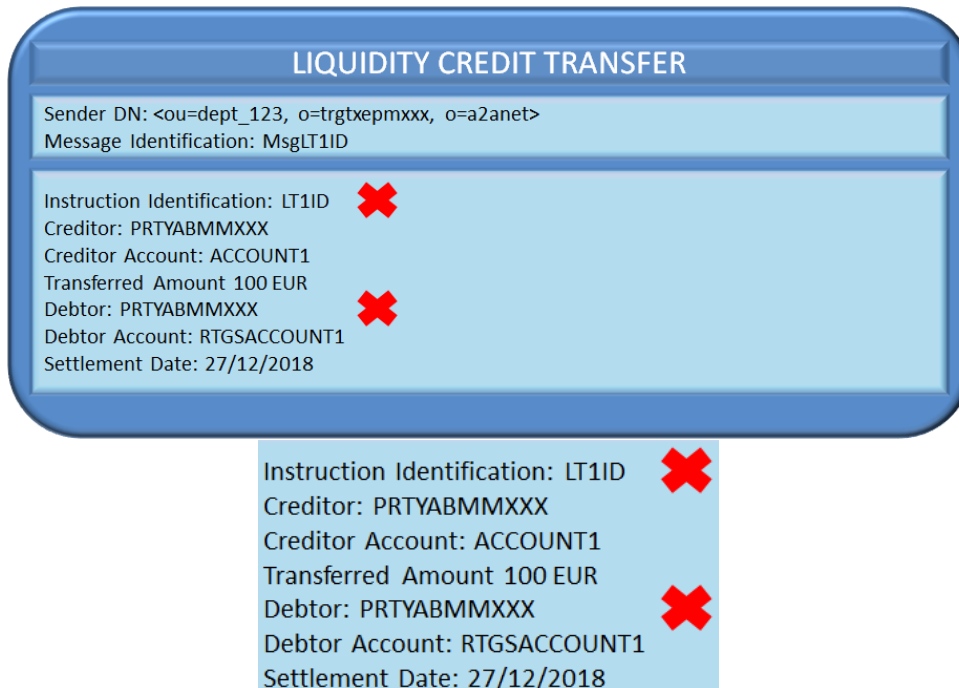 LIQUIDITY CREDIT TRANSFER
Sender DN: <ou=dept_123, o=trgtxepmxxx, o=a2anet>
Message Identification: MsgLT1ID
Instruction Identification: LT1ID
Creditor: PRTYABMMXXX
Creditor Account: ACCOUNT1
Transferred Amount 100 EUR
Debtor: PRTYABMMXXX
Debtor Account: RTGSACCOUNT1
Settlement Date: 27/12/2018
Instruction Identification: LT1ID
Creditor: PRTYABMMXXX
Creditor Account: ACCOUNT1
Transferred Amount 100 EUR
Debtor: PRTYABMMXXX
Debtor Account: RTGSACCOUNT1
Settlement Date: 27/12/2018